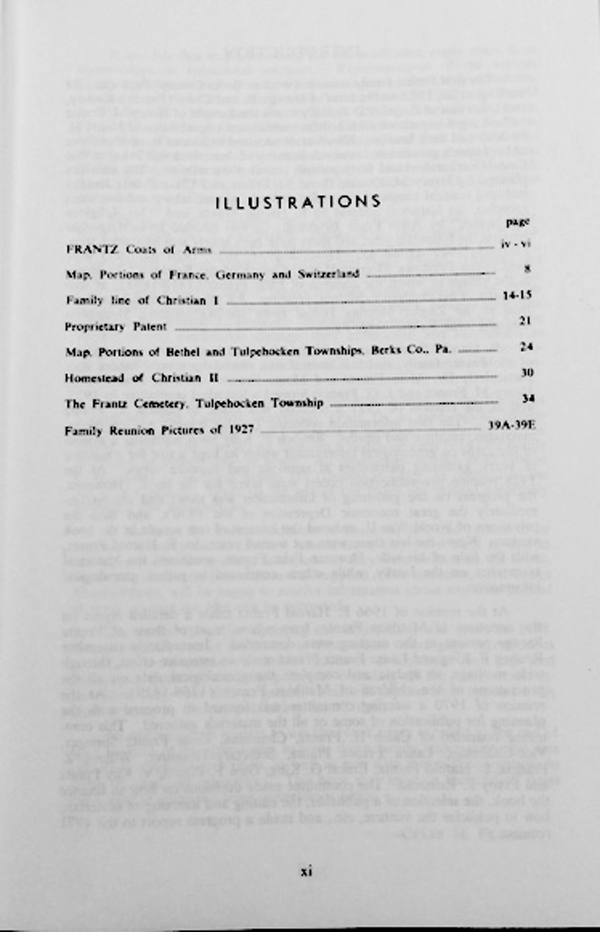 ILLUSTRATIONS
page
FRANTZ Coats of Arms iv - vi
Map, Portions of France, Germany and Switzerland 8
Family line of Christian I 14-15
Proprietary Patent 21
Map, Portions of Bethel and Tulpehocken Townships, Berks Co., Pa. 24
Homestead of Christian II 30
The Frantz Cemetery, Tulpehocken Township 34
Family Reunion Pictures of 1927 39A-39E
xi